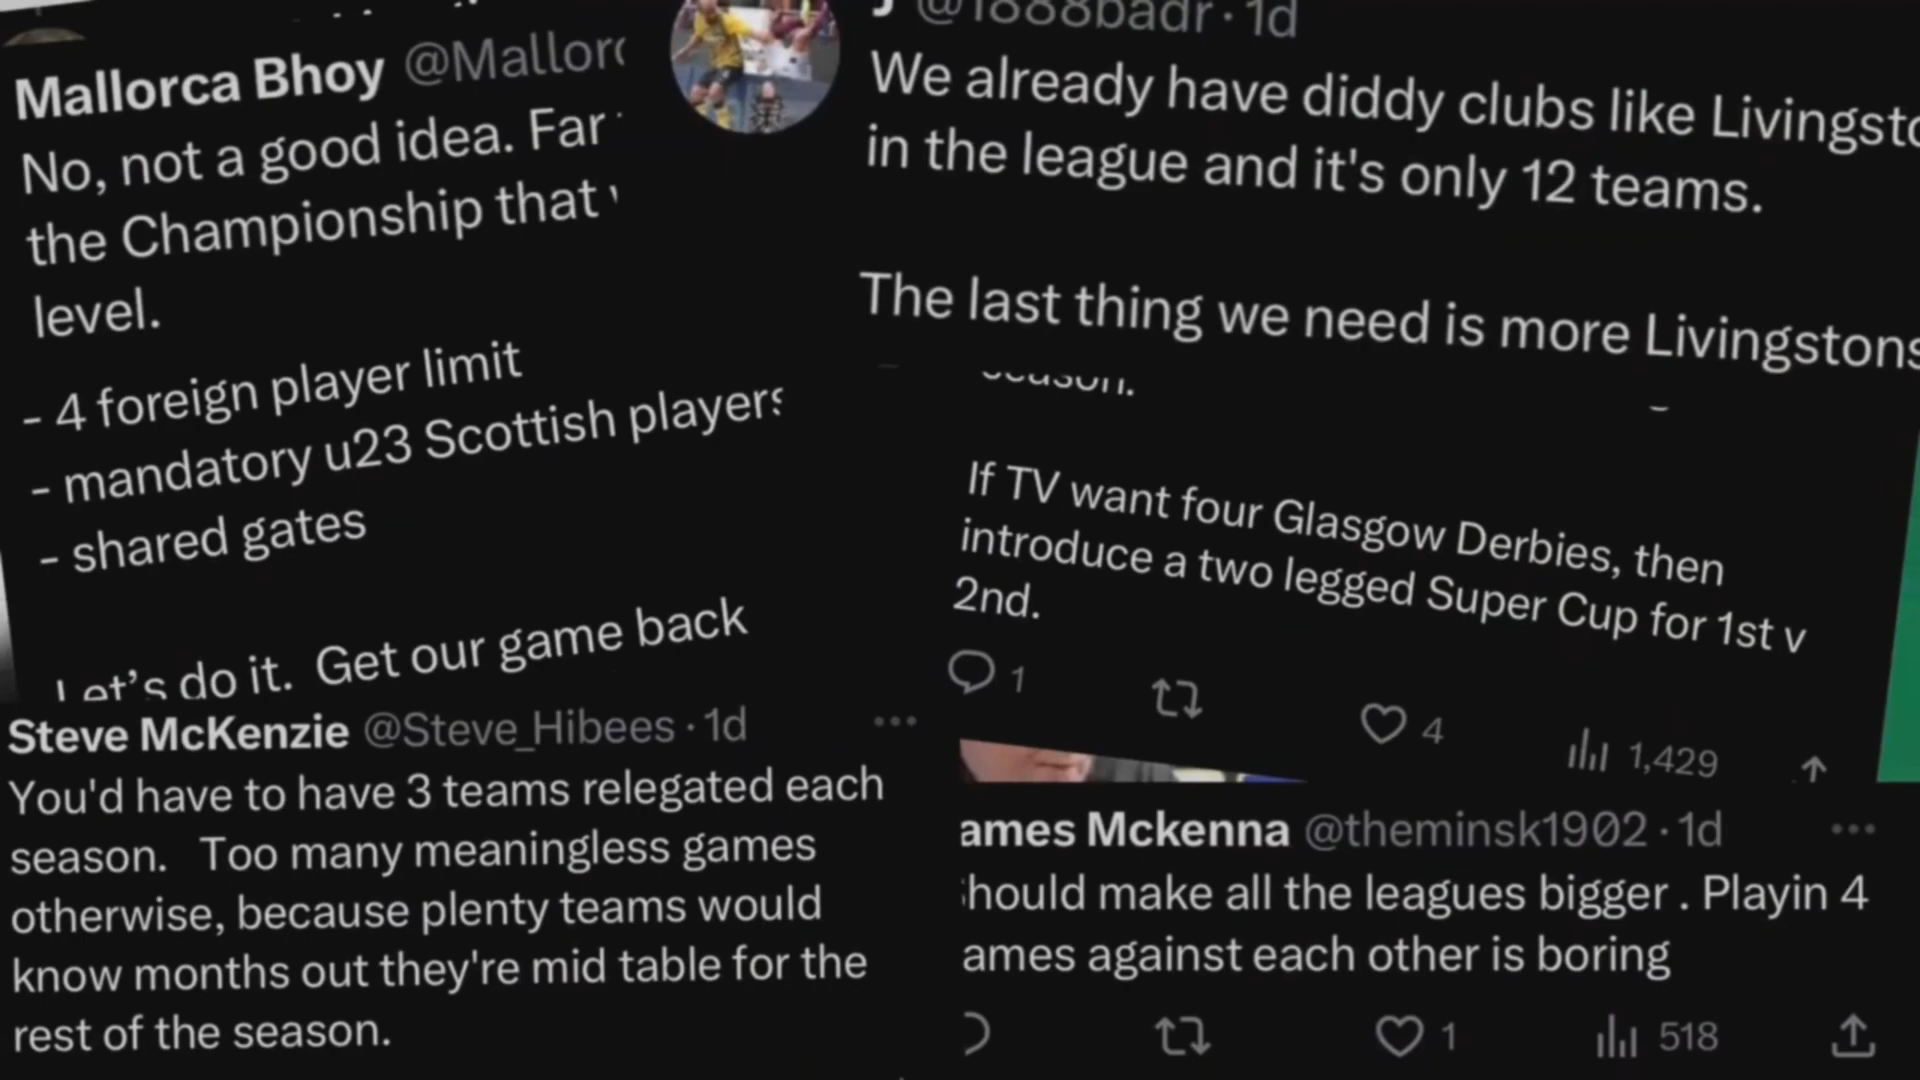 Mallorca Bhoy @Mallorc
No, not a good idea. Far
the Championship that
level.
- 4 foreign player limit
- mandatory u23 Scottish players
- shared gates
Let's do it. Get our game back
Steve McKenzie @Steve_Hibees · 1d
You'd have to have 3 teams relegated each
season. Too many meaningless games
otherwise, because plenty teams would
know months out they're mid table for the
rest of the season.
J @1888badr · 1d
We already have diddy clubs like Livingsto
in the league and it's only 12 teams.
The last thing we need is more Livingstons
season.
If TV want four Glasgow Derbies, then
introduce a two legged Super Cup for 1st v
2nd.
1 4 1,429
ames Mckenna @theminsk1902 · 1d
hould make all the leagues bigger . Playin 4
ames against each other is boring
1 518